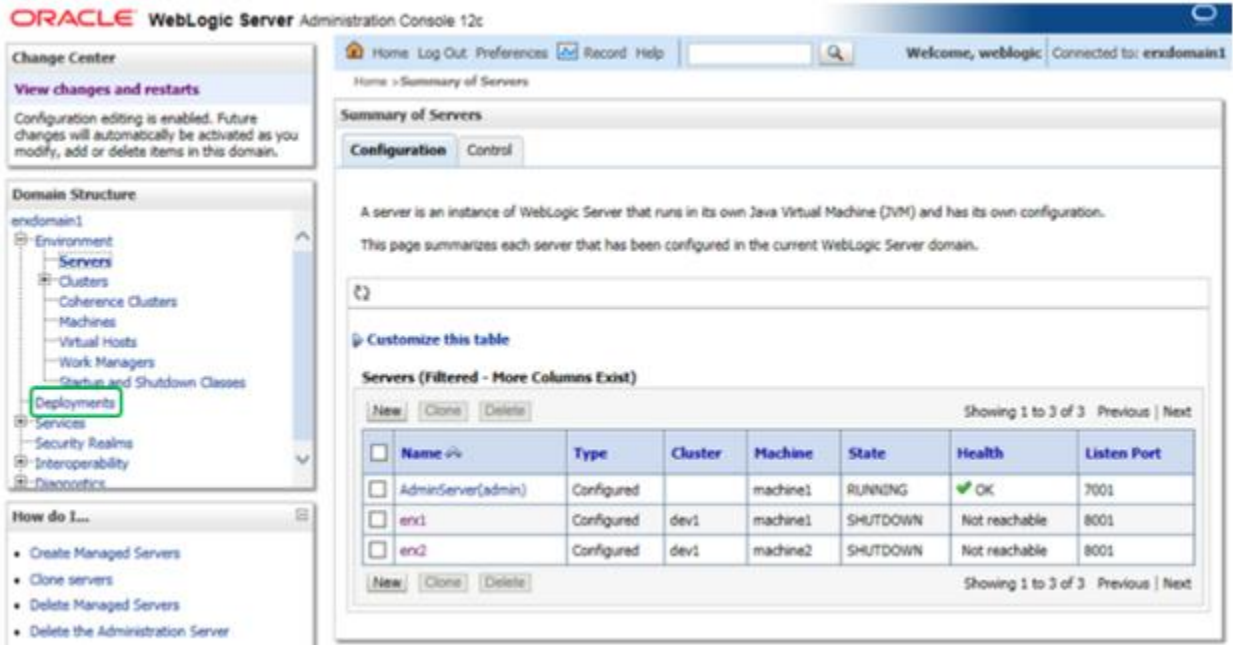 ORACLE WebLogic Server Administration Console 12c
Change Center
View changes and restarts
Configuration editing is enabled. Future
changes will automatically be activated as you
modify, add or delete items in this domain.
Domain Structure
erxdomain1
Environment
Servers
Clusters
Coherence Clusters
Machines
Virtual Hosts
Work Managers
Startup and Shutdown Classes
Deployments
Services
Security Realms
Interoperability
Diagnostics
How do I...
Create Managed Servers
Clone servers
Delete Managed Servers
Delete the Administration Server
Home Log Out Preferences Record Help
Welcome, weblogic Connected to: erxdomain1
Home >Summary of Servers
Summary of Servers
Configuration Control
A server is an instance of WebLogic Server that runs in its own Java Virtual Machine (JVM) and has its own configuration.
This page summarizes each server that has been configured in the current WebLogic Server domain.
Customize this table
Servers (Filtered - More Columns Exist)
New Clone Delete Showing 1 to 3 of 3 Previous | Next
Name Type Cluster Machine State Health Listen Port
AdminServer(admin) Configured machine1 RUNNING OK 7001
erx1 Configured dev1 machine1 SHUTDOWN Not reachable 8001
erx2 Configured dev1 machine2 SHUTDOWN Not reachable 8001
New Clone Delete Showing 1 to 3 of 3 Previous | Next